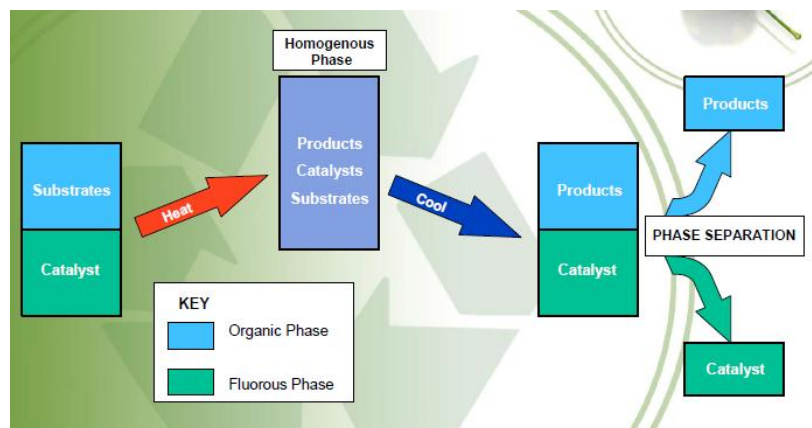 Homogenous
Phase
Substrates
Catalyst
Heat
Products
Catalysts
Substrates
Cool
Products
Catalyst
Products
PHASE SEPARATION
Catalyst
KEY
Organic Phase
Fluorous Phase